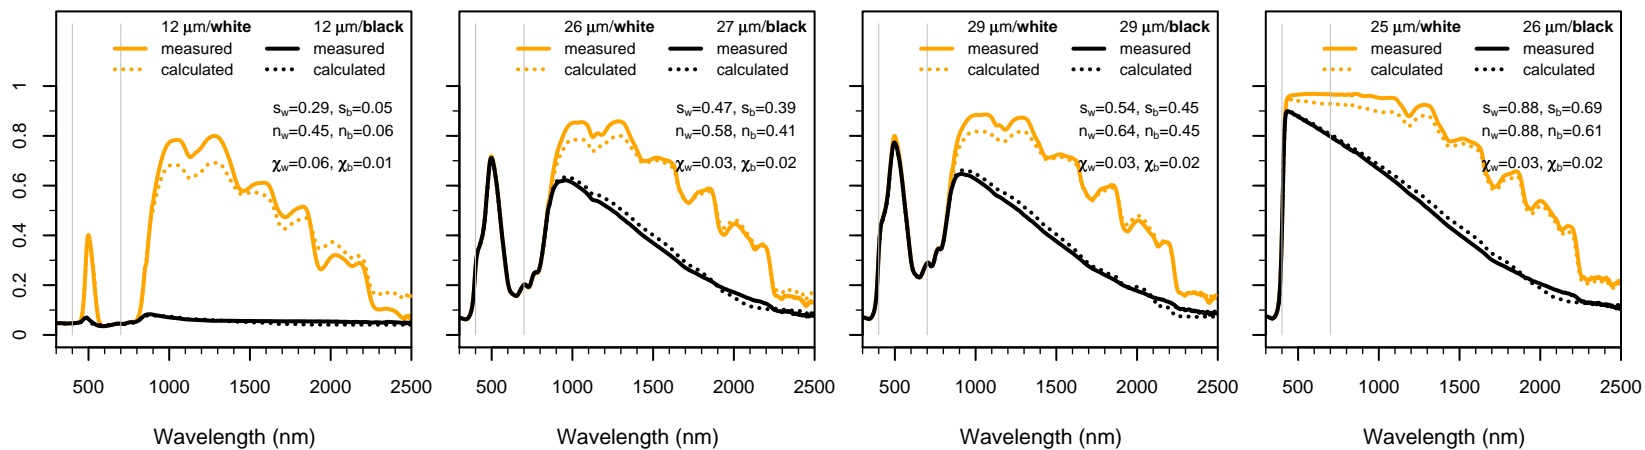 12 μm/white 12 μm/black
measured measured
calculated calculated
s_w=0.29, s_b=0.05
n_w=0.45, n_b=0.06
χ_w=0.06, χ_b=0.01
0 0.2 0.4 0.6 0.8 1
500 1000 1500 2000 2500
Wavelength (nm)
26 μm/white 27 μm/black
measured measured
calculated calculated
s_w=0.47, s_b=0.39
n_w=0.58, n_b=0.41
χ_w=0.03, χ_b=0.02
500 1000 1500 2000 2500
Wavelength (nm)
29 μm/white 29 μm/black
measured measured
calculated calculated
s_w=0.54, s_b=0.45
n_w=0.64, n_b=0.45
χ_w=0.03, χ_b=0.02
500 1000 1500 2000 2500
Wavelength (nm)
25 μm/white 26 μm/black
measured measured
calculated calculated
s_w=0.88, s_b=0.69
n_w=0.88, n_b=0.61
χ_w=0.03, χ_b=0.02
500 1000 1500 2000 2500
Wavelength (nm)